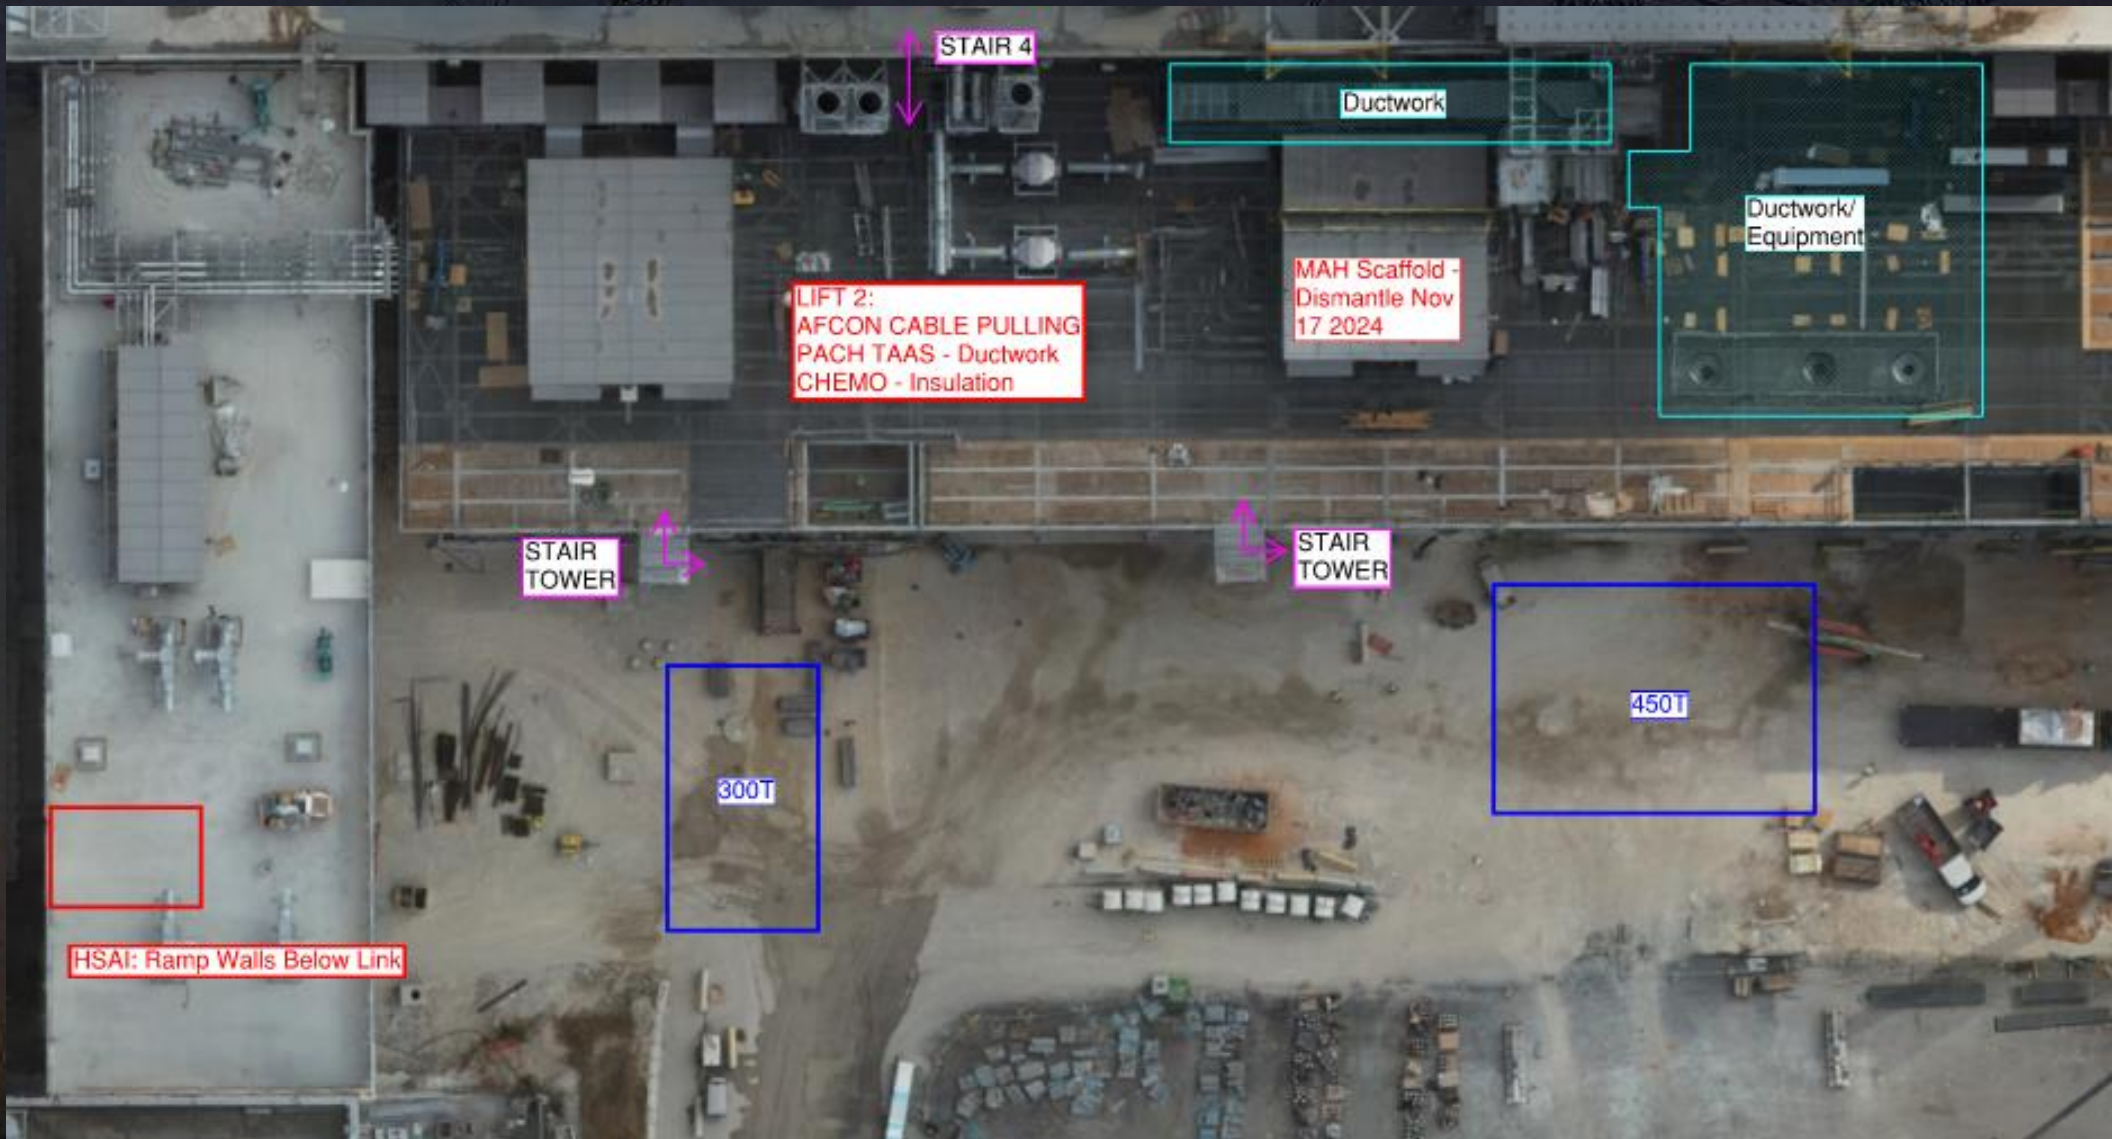 STAIR 4
Ductwork
Ductwork/
Equipment
LIFT 2:
AFCON CABLE PULLING
PACH TAAS - Ductwork
CHEMO - Insulation
MAH Scaffold -
Dismantle Nov
17 2024
STAIR
TOWER
STAIR
TOWER
450T
300T
HSAI: Ramp Walls Below Link